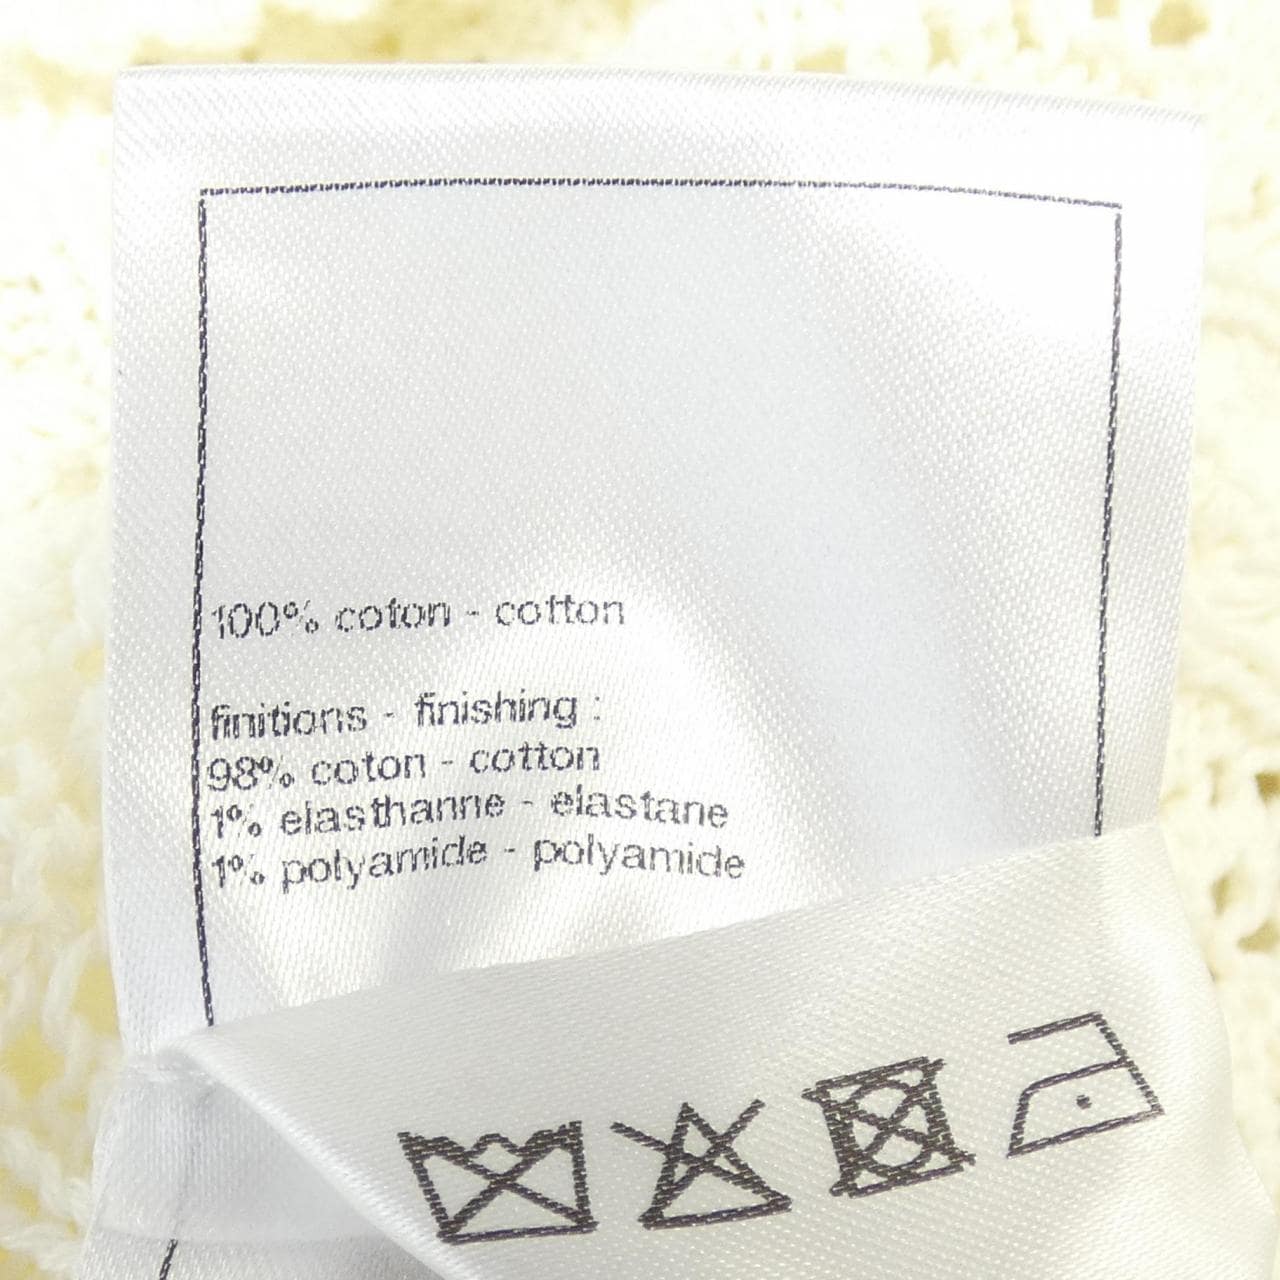 100% coton - cotton
finitions - finishing :
98% coton - cotton
1% elasthanne - elastane
1% polyamide - polyamide